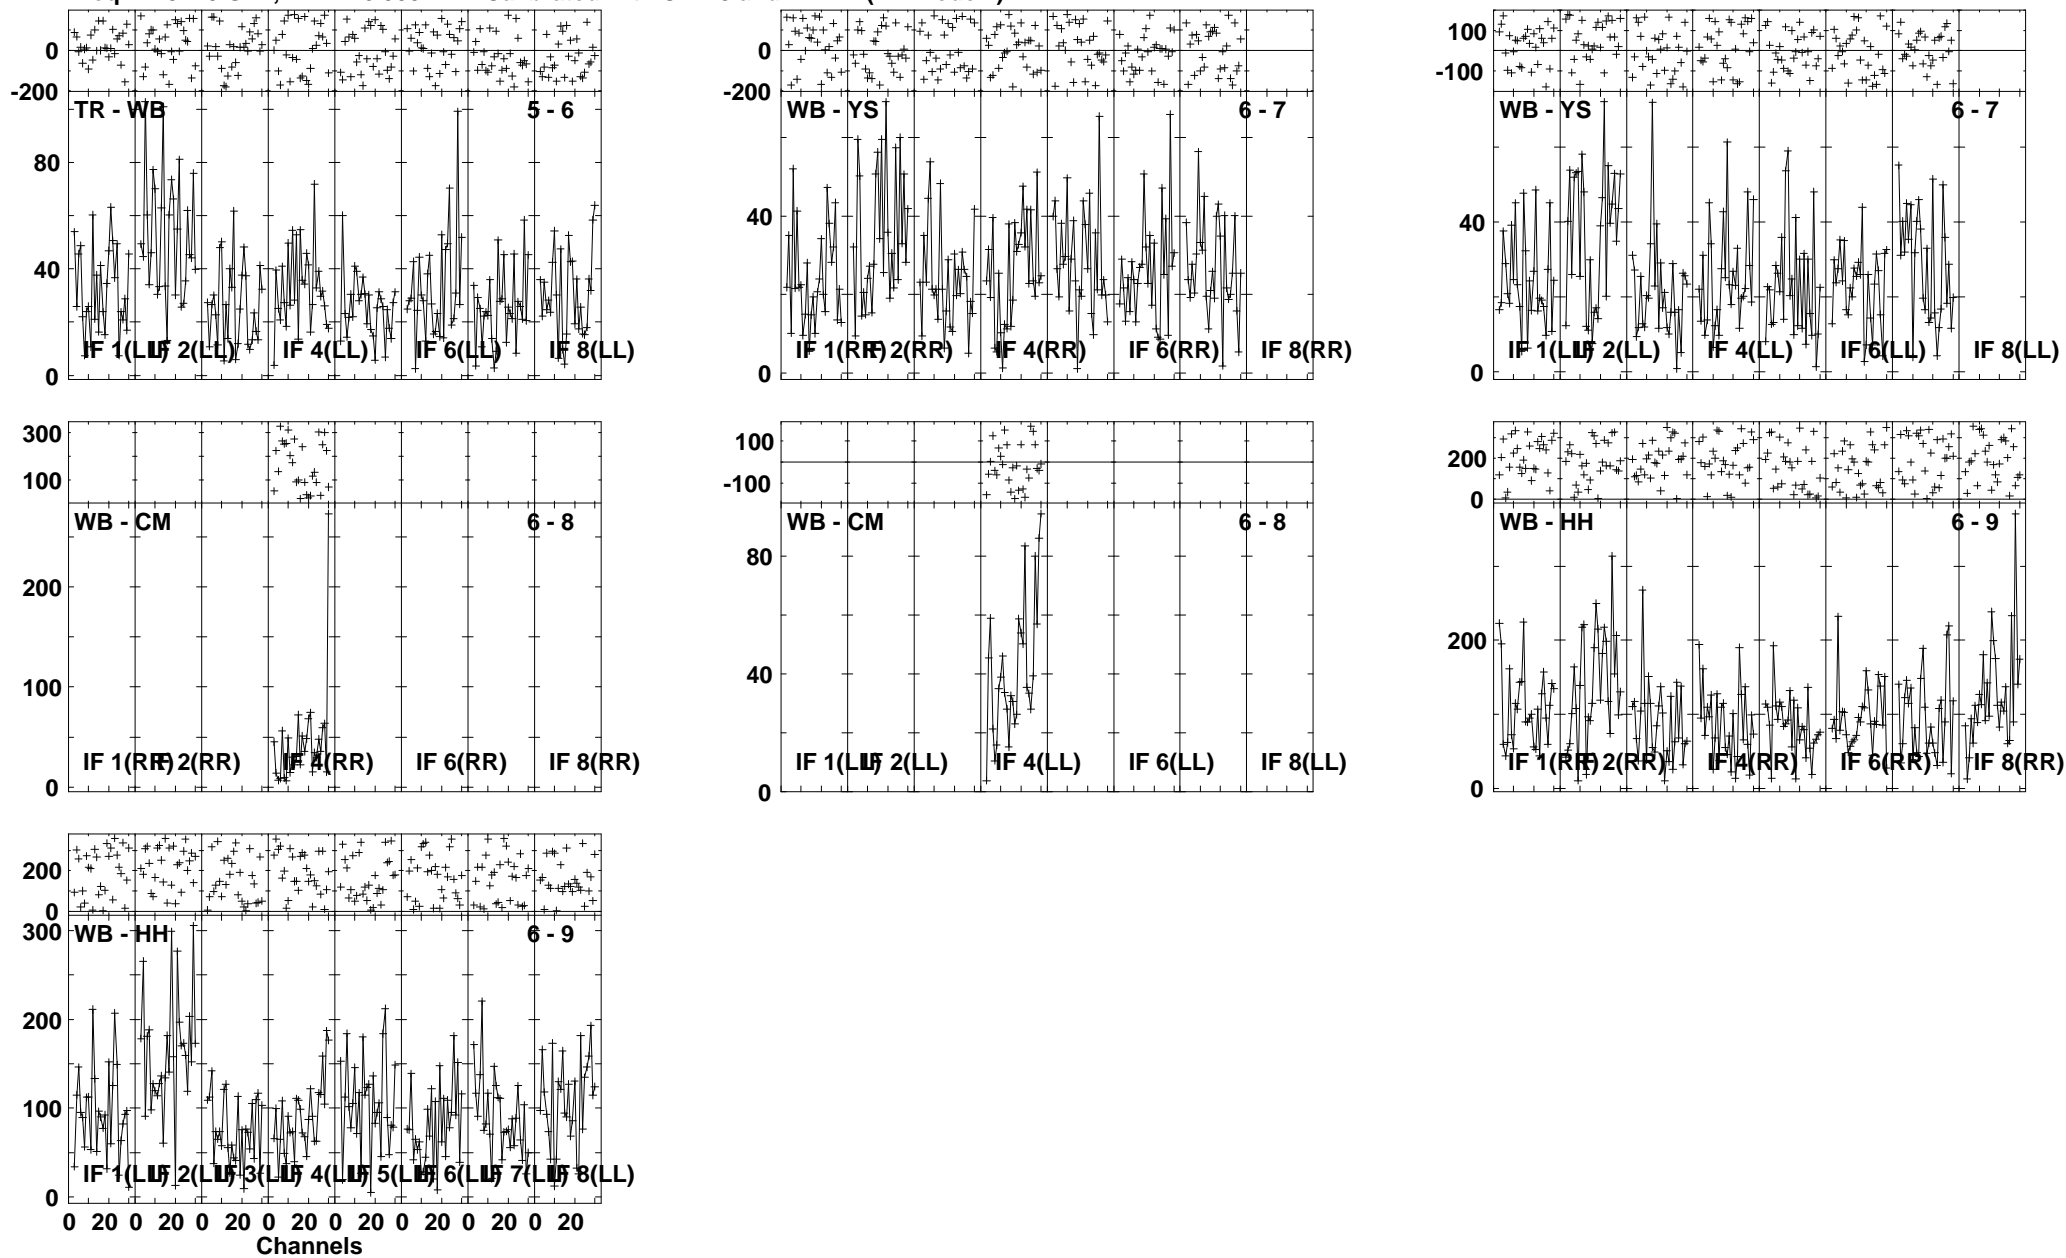 0
-200
TR - WB 5 - 6
80
40
0
IF 1(LL) IF 2(LL) IF 4(LL) IF 6(LL) IF 8(LL)
0
-200
WB - YS 6 - 7
40
0
IF 1(RR) IF 2(RR) IF 4(RR) IF 6(RR) IF 8(RR)
100
-100
WB - YS 6 - 7
40
0
IF 1(LL) IF 2(LL) IF 4(LL) IF 6(LL) IF 8(LL)
300
100
WB - CM 6 - 8
200
100
0
IF 1(RR) IF 2(RR) IF 4(RR) IF 6(RR) IF 8(RR)
100
-100
WB - CM 6 - 8
80
40
0
IF 1(LL) IF 2(LL) IF 4(LL) IF 6(LL) IF 8(LL)
200
0
WB - HH 6 - 9
200
0
IF 1(RR) IF 2(RR) IF 4(RR) IF 6(RR) IF 8(RR)
200
0
WB - HH 6 - 9
300
200
100
0
IF 1(LL) IF 2(LL) IF 3(LL) IF 4(LL) IF 5(LL) IF 6(LL) IF 7(LL) IF 8(LL)
0 20 0 20 0 20 0 20 0 20 0 20 0 20 0 20
Channels